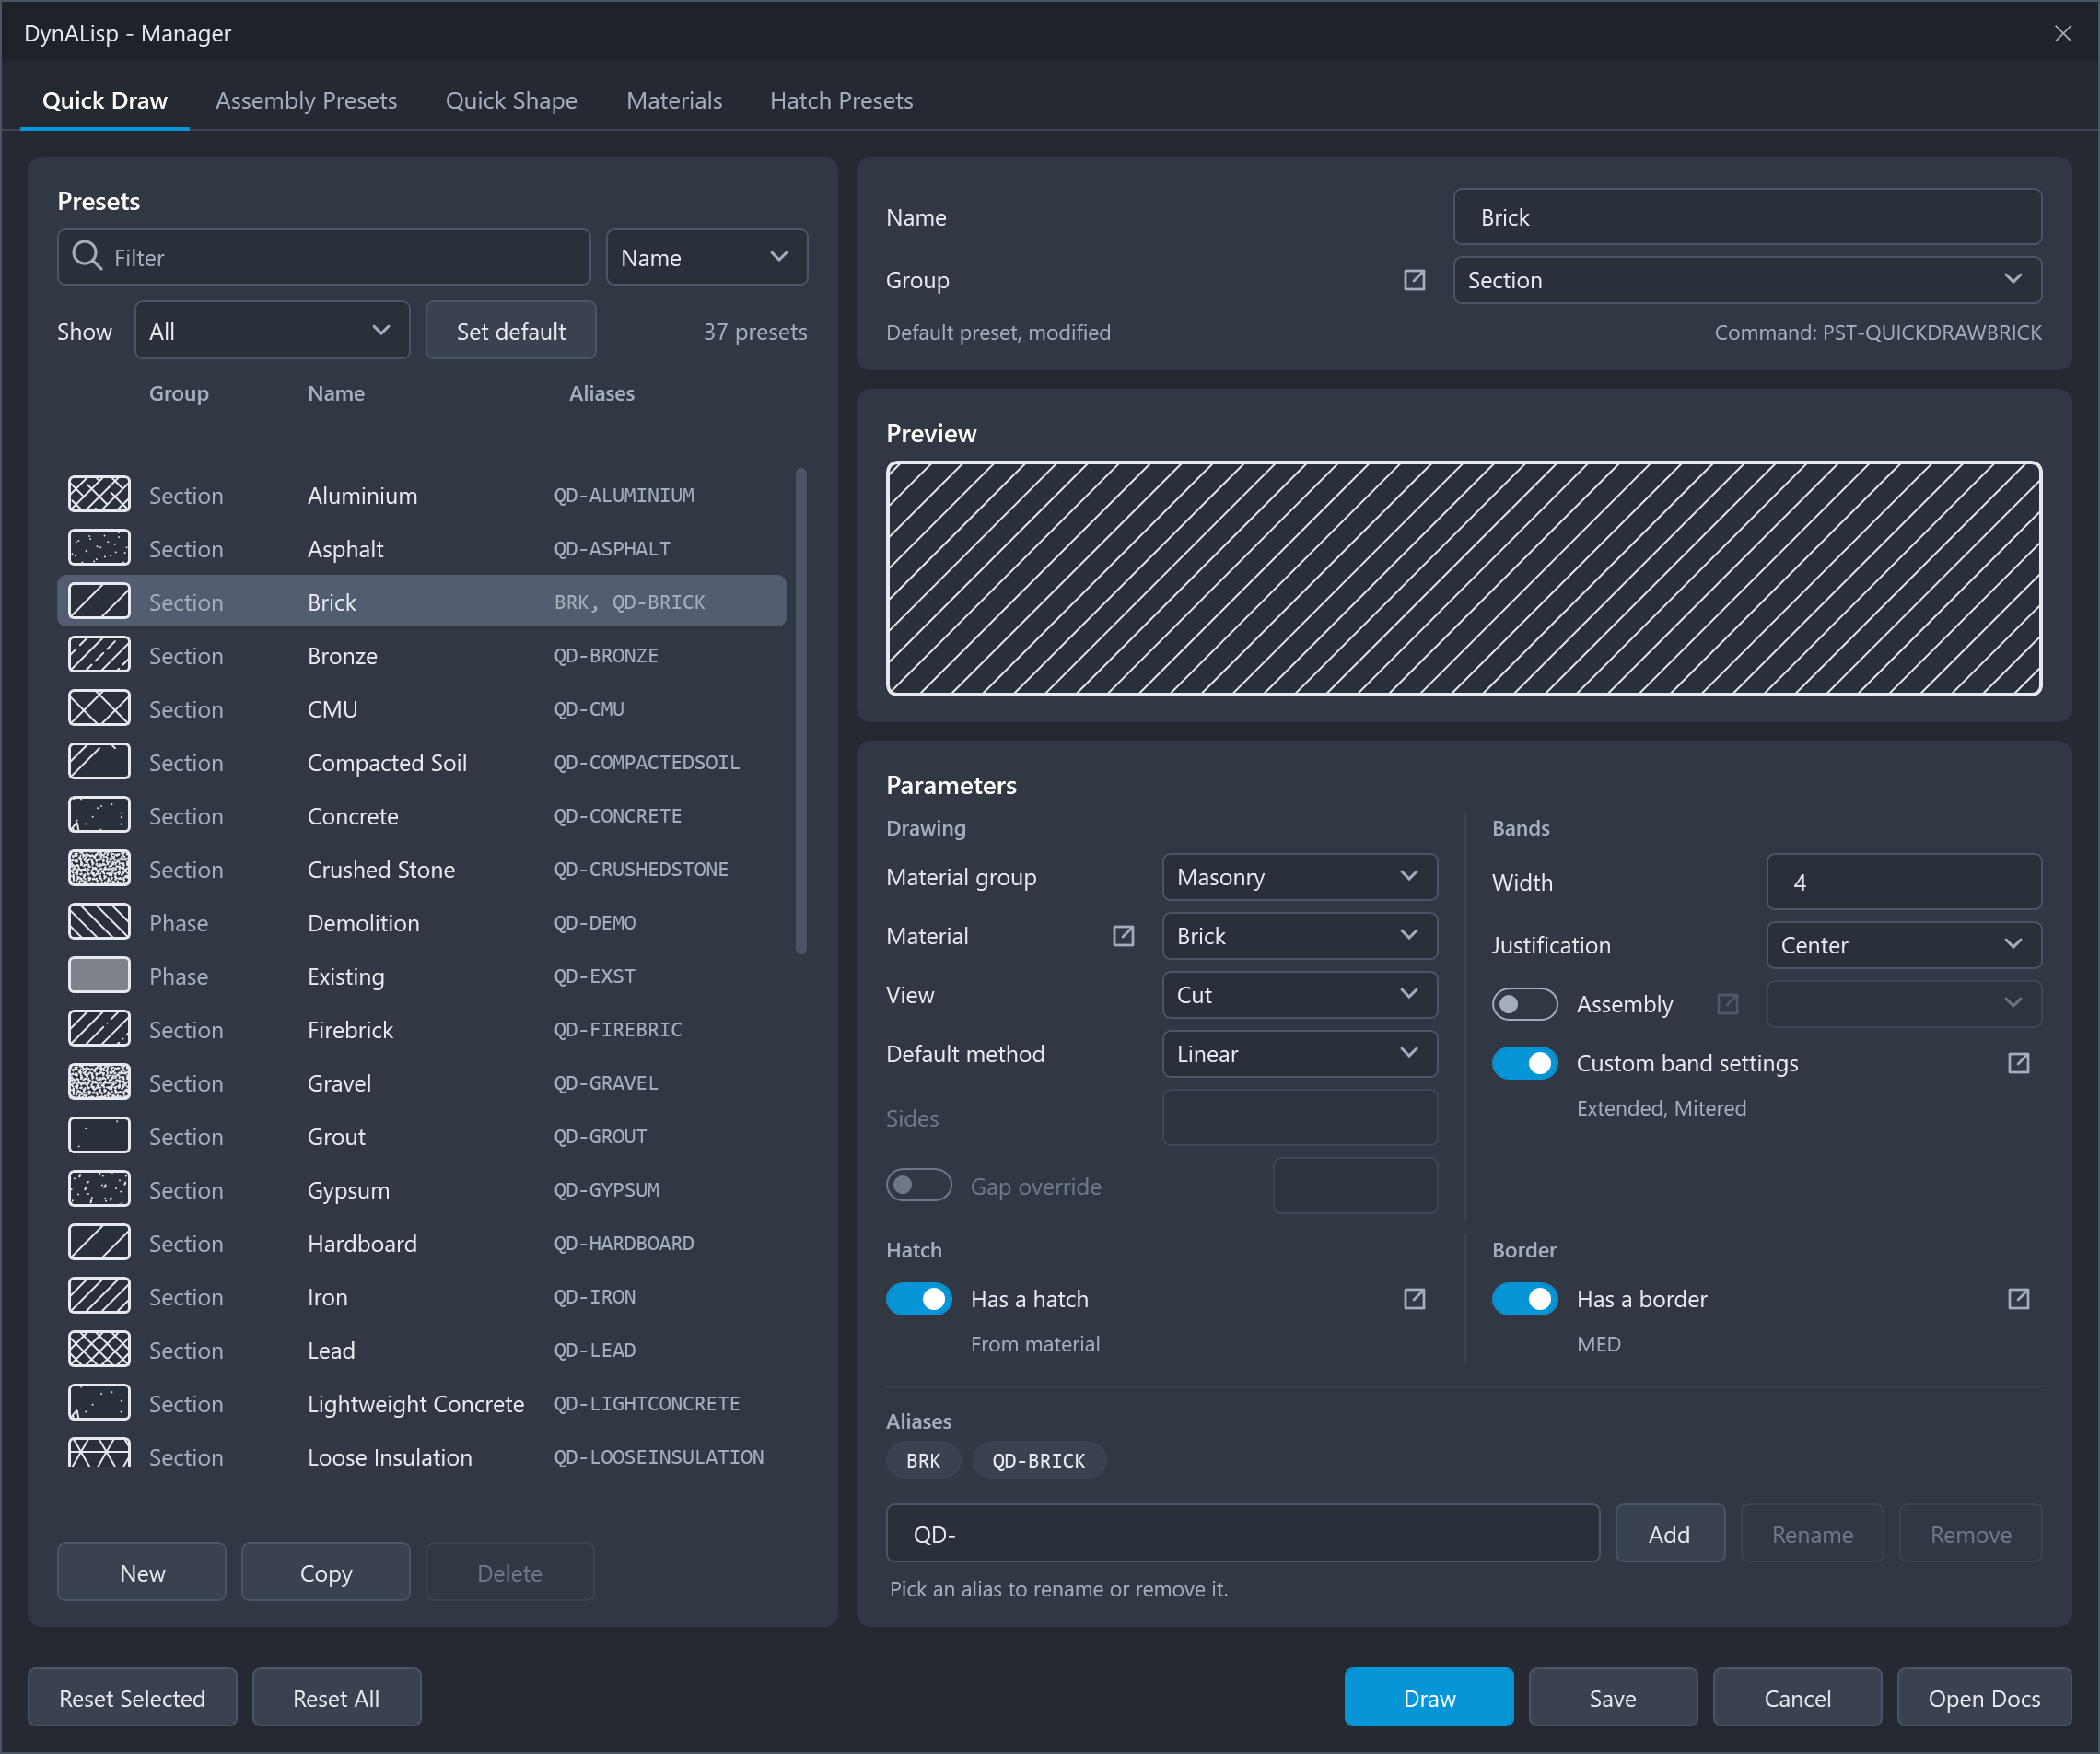 DynALisp - Manager
Quick Draw
Assembly Presets
Quick Shape
Materials
Hatch Presets
Presets
Filter
Name
Show
All
Set default
37 presets
Group Name Aliases
Section Aluminium QD-ALUMINIUM
Section Asphalt QD-ASPHALT
Section Brick BRK, QD-BRICK
Section Bronze QD-BRONZE
Section CMU QD-CMU
Section Compacted Soil QD-COMPACTEDSOIL
Section Concrete QD-CONCRETE
Section Crushed Stone QD-CRUSHEDSTONE
Phase Demolition QD-DEMO
Phase Existing QD-EXST
Section Firebrick QD-FIREBRIC
Section Gravel QD-GRAVEL
Section Grout QD-GROUT
Section Gypsum QD-GYPSUM
Section Hardboard QD-HARDBOARD
Section Iron QD-IRON
Section Lead QD-LEAD
Section Lightweight Concrete QD-LIGHTCONCRETE
Section Loose Insulation QD-LOOSEINSULATION
New
Copy
Delete
Name
Brick
Group
Section
Default preset, modified
Command: PST-QUICKDRAWBRICK
Preview
Parameters
Drawing
Material group
Masonry
Material
Brick
View
Cut
Default method
Linear
Sides
Gap override
Bands
Width
4
Justification
Center
Assembly
Custom band settings
Extended, Mitered
Hatch
Has a hatch
From material
Border
Has a border
MED
Aliases
BRK
QD-BRICK
QD-
Add
Rename
Remove
Pick an alias to rename or remove it.
Reset Selected
Reset All
Draw
Save
Cancel
Open Docs